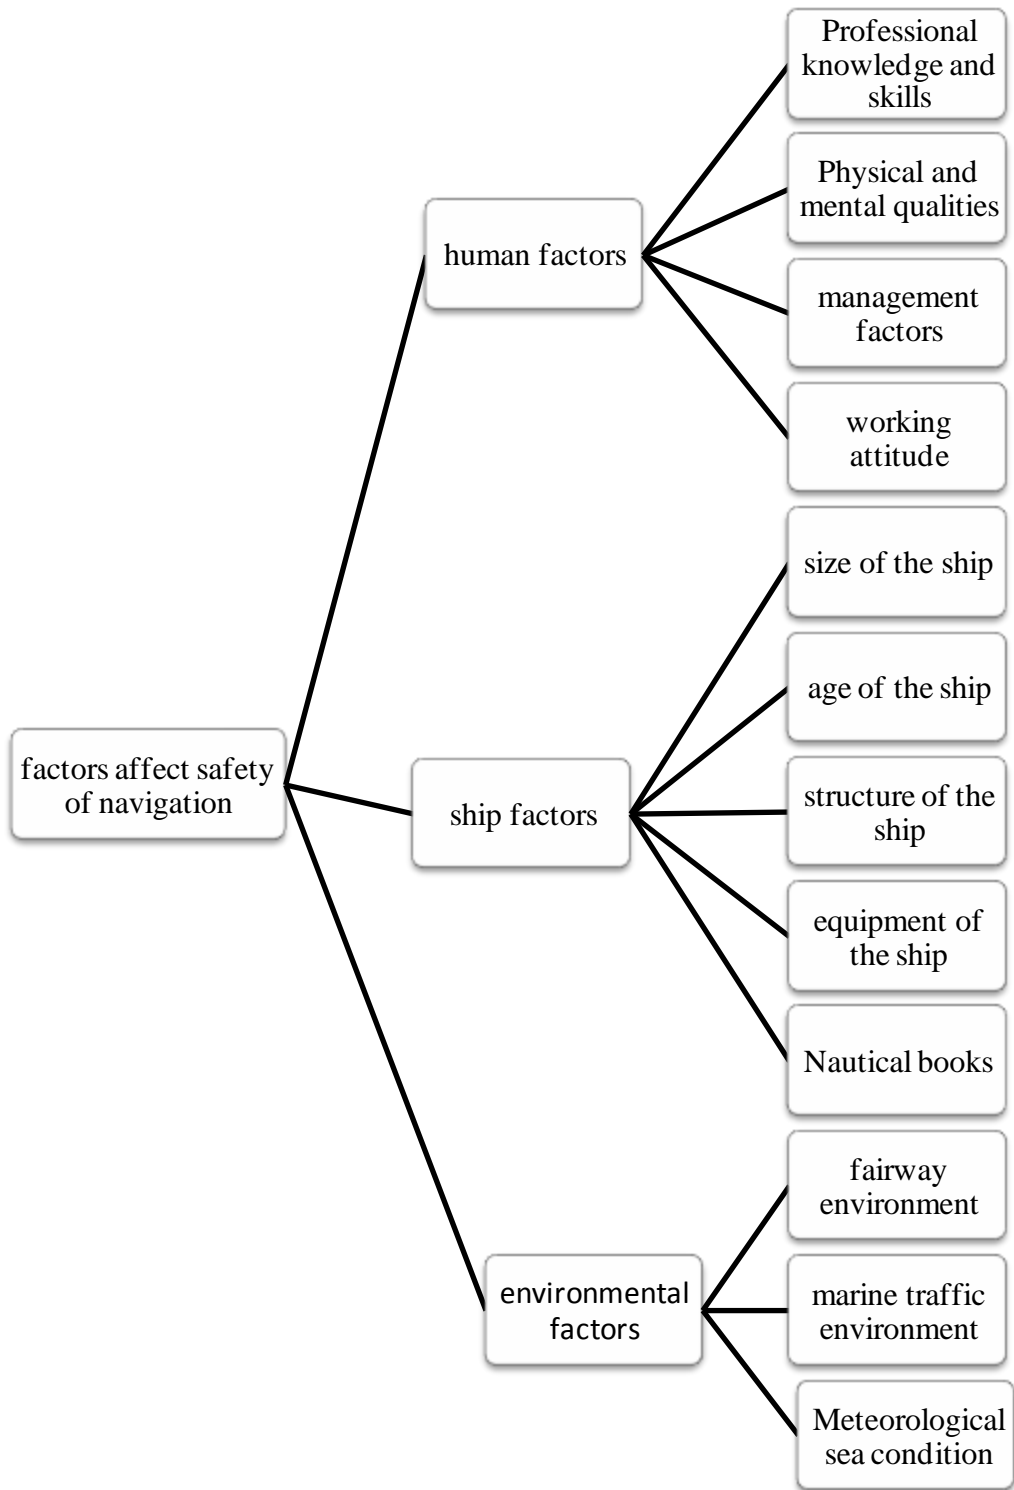 Professional
knowledge and
skills
Physical and
mental qualities
human factors
management
factors
working
attitude
size of the ship
age of the ship
factors affect safety
of navigation
ship factors
structure of the
ship
equipment of
the ship
Nautical books
fairway
environment
environmental
factors
marine traffic
environment
Meteorological
sea condition